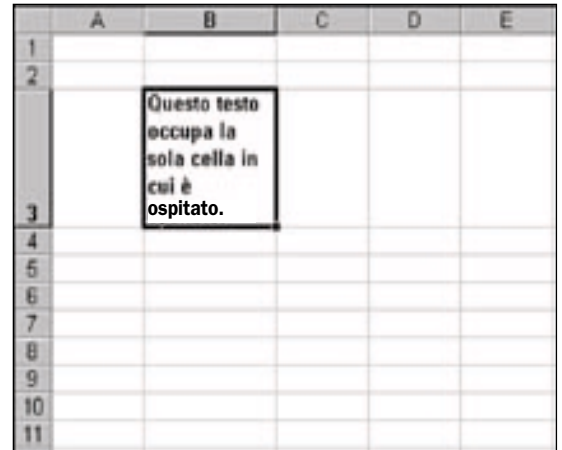 A B C D E
1
2
Questo testo
occupa la
sola cella in
cui è
ospitato.
3
4
5
6
7
8
9
10
11